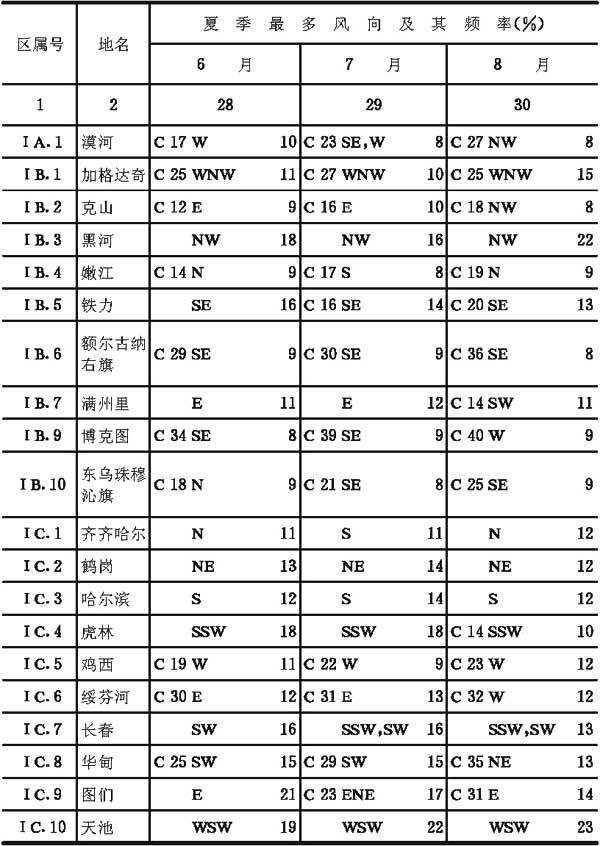 区属号 地名 夏季最多风向及其频率(%)
6 月 7 月 8 月
1 2 28 29 30
I A.1 漠河 C 17 W 10 C 23 SE,W 8 C 27 NW 8
I B.1 加格达奇 C 25 WNW 11 C 27 WNW 10 C 25 WNW 15
I B.2 克山 C 12 E 9 C 16 E 10 C 18 NW 8
I B.3 黑河 NW 18 NW 16 NW 22
I B.4 嫩江 C 14 N 9 C 17 S 8 C 19 N 9
I B.5 铁力 SE 16 C 16 SE 14 C 20 SE 13
I B.6 额尔古纳
右旗 C 29 SE 9 C 30 SE 9 C 36 SE 8
I B.7 满州里 E 11 E 12 C 14 SW 11
I B.9 博克图 C 34 SE 8 C 39 SE 9 C 40 W 9
I B.10 东乌珠穆
沁旗 C 18 N 9 C 21 SE 8 C 25 SE 9
I C.1 齐齐哈尔 N 11 S 11 N 12
I C.2 鹤岗 NE 13 NE 14 NE 12
I C.3 哈尔滨 S 12 S 14 S 12
I C.4 虎林 SSW 18 SSW 18 C 14 SSW 10
I C.5 鸡西 C 19 W 11 C 22 W 9 C 23 W 12
I C.6 绥芬河 C 30 E 12 C 31 E 13 C 32 W 12
I C.7 长春 SW 16 SSW,SW 16 SSW,SW 13
I C.8 华甸 C 25 SW 15 C 29 SW 15 C 35 NE 13
I C.9 图们 E 21 C 23 ENE 17 C 31 E 14
I C.10 天池 WSW 19 WSW 22 WSW 23